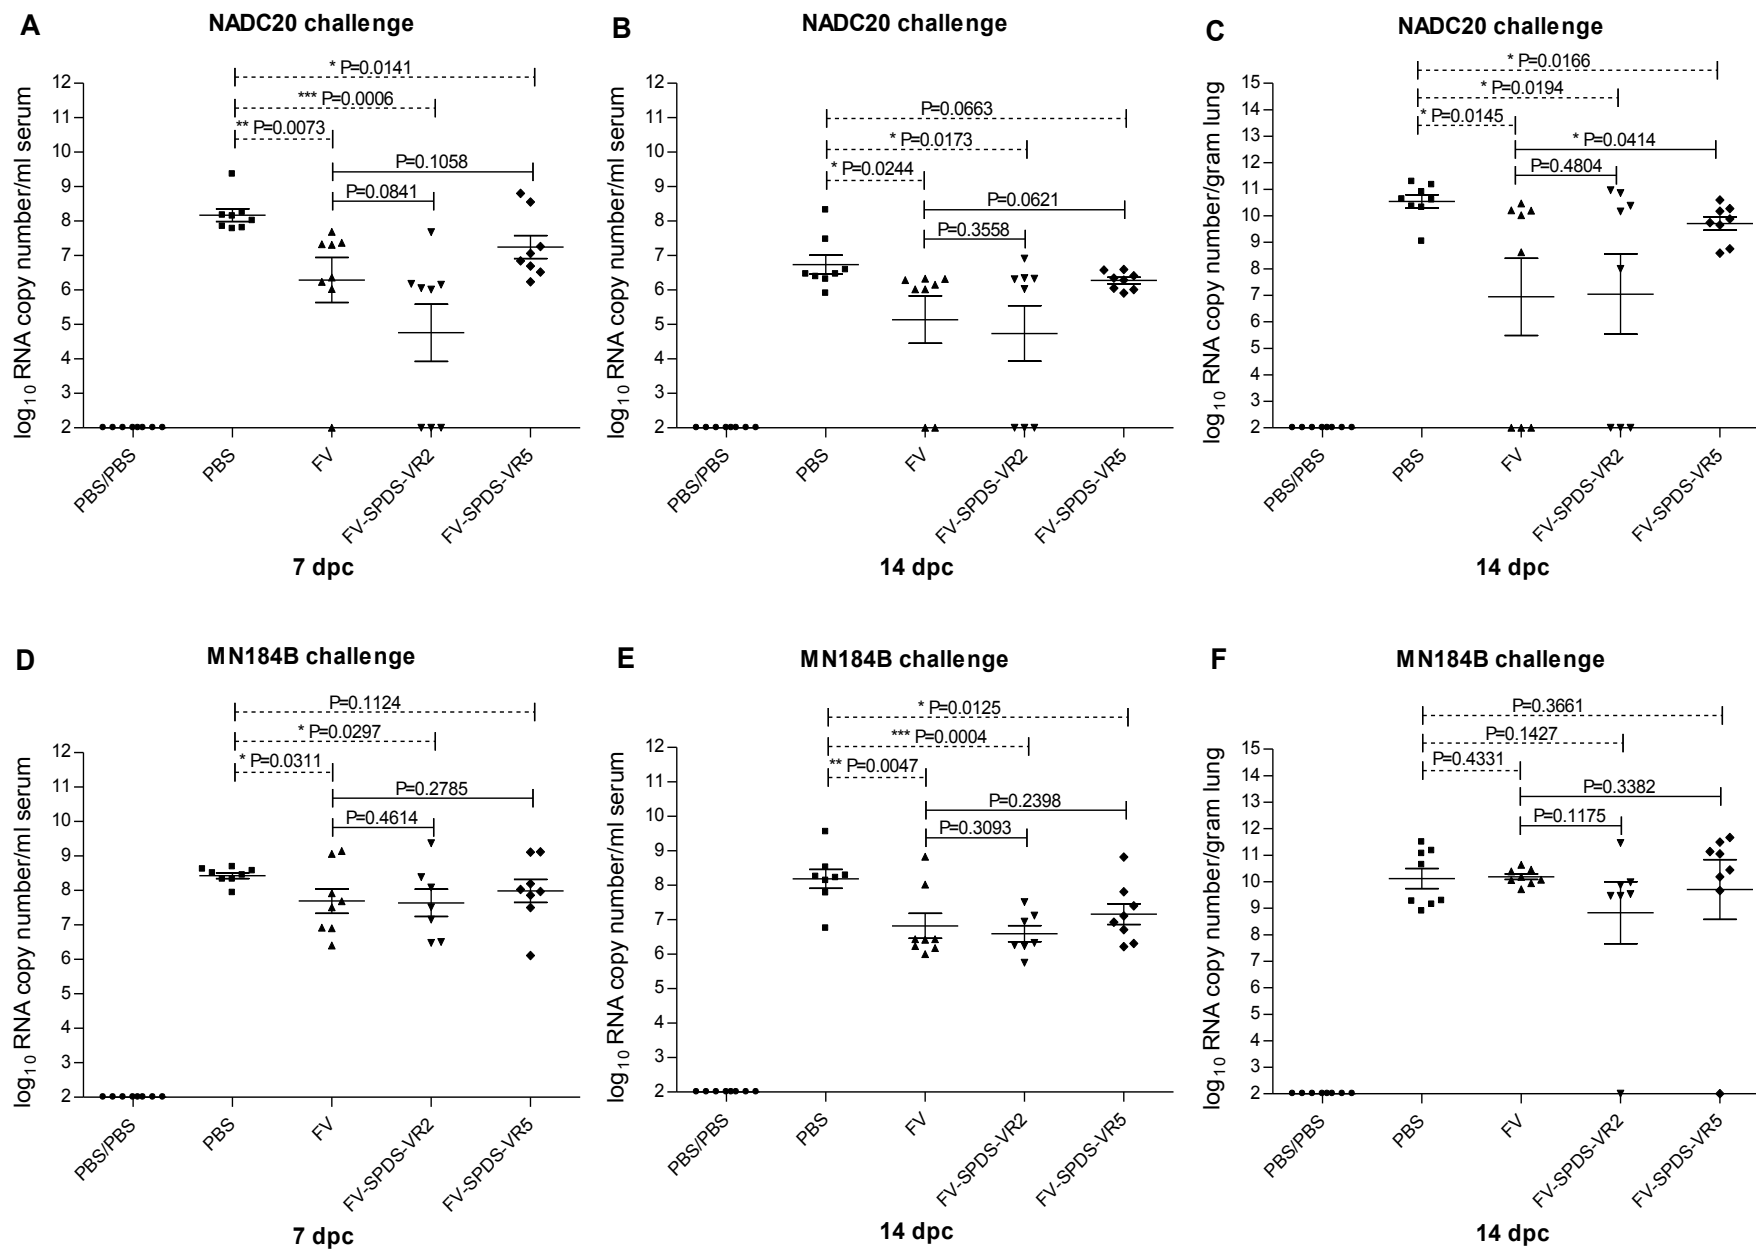 A
NADC20 challenge
* P=0.0141
*** P=0.0006
** P=0.0073
P=0.1058
P=0.0841
log10 RNA copy number/ml serum
12
11
10
9
8
7
6
5
4
3
2
PBS/PBS
PBS
FV
FV-SPDS-VR2
FV-SPDS-VR5
7 dpc
B
NADC20 challenge
P=0.0663
* P=0.0173
* P=0.0244
P=0.0621
P=0.3558
log10 RNA copy number/ml serum
12
11
10
9
8
7
6
5
4
3
2
PBS/PBS
PBS
FV
FV-SPDS-VR2
FV-SPDS-VR5
14 dpc
C
NADC20 challenge
* P=0.0166
* P=0.0194
* P=0.0145
* P=0.0414
P=0.4804
log10 RNA copy number/gram lung
15
14
13
12
11
10
9
8
7
6
5
4
3
2
PBS/PBS
PBS
FV
FV-SPDS-VR2
FV-SPDS-VR5
14 dpc
D
MN184B challenge
P=0.1124
* P=0.0297
* P=0.0311
P=0.2785
P=0.4614
log10 RNA copy number/ml serum
12
11
10
9
8
7
6
5
4
3
2
PBS/PBS
PBS
FV
FV-SPDS-VR2
FV-SPDS-VR5
7 dpc
E
MN184B challenge
* P=0.0125
*** P=0.0004
** P=0.0047
P=0.2398
P=0.3093
log10 RNA copy number/ml serum
12
11
10
9
8
7
6
5
4
3
2
PBS/PBS
PBS
FV
FV-SPDS-VR2
FV-SPDS-VR5
14 dpc
F
MN184B challenge
P=0.3661
P=0.1427
P=0.4331
P=0.3382
P=0.1175
log10 RNA copy number/gram lung
15
14
13
12
11
10
9
8
7
6
5
4
3
2
PBS/PBS
PBS
FV
FV-SPDS-VR2
FV-SPDS-VR5
14 dpc